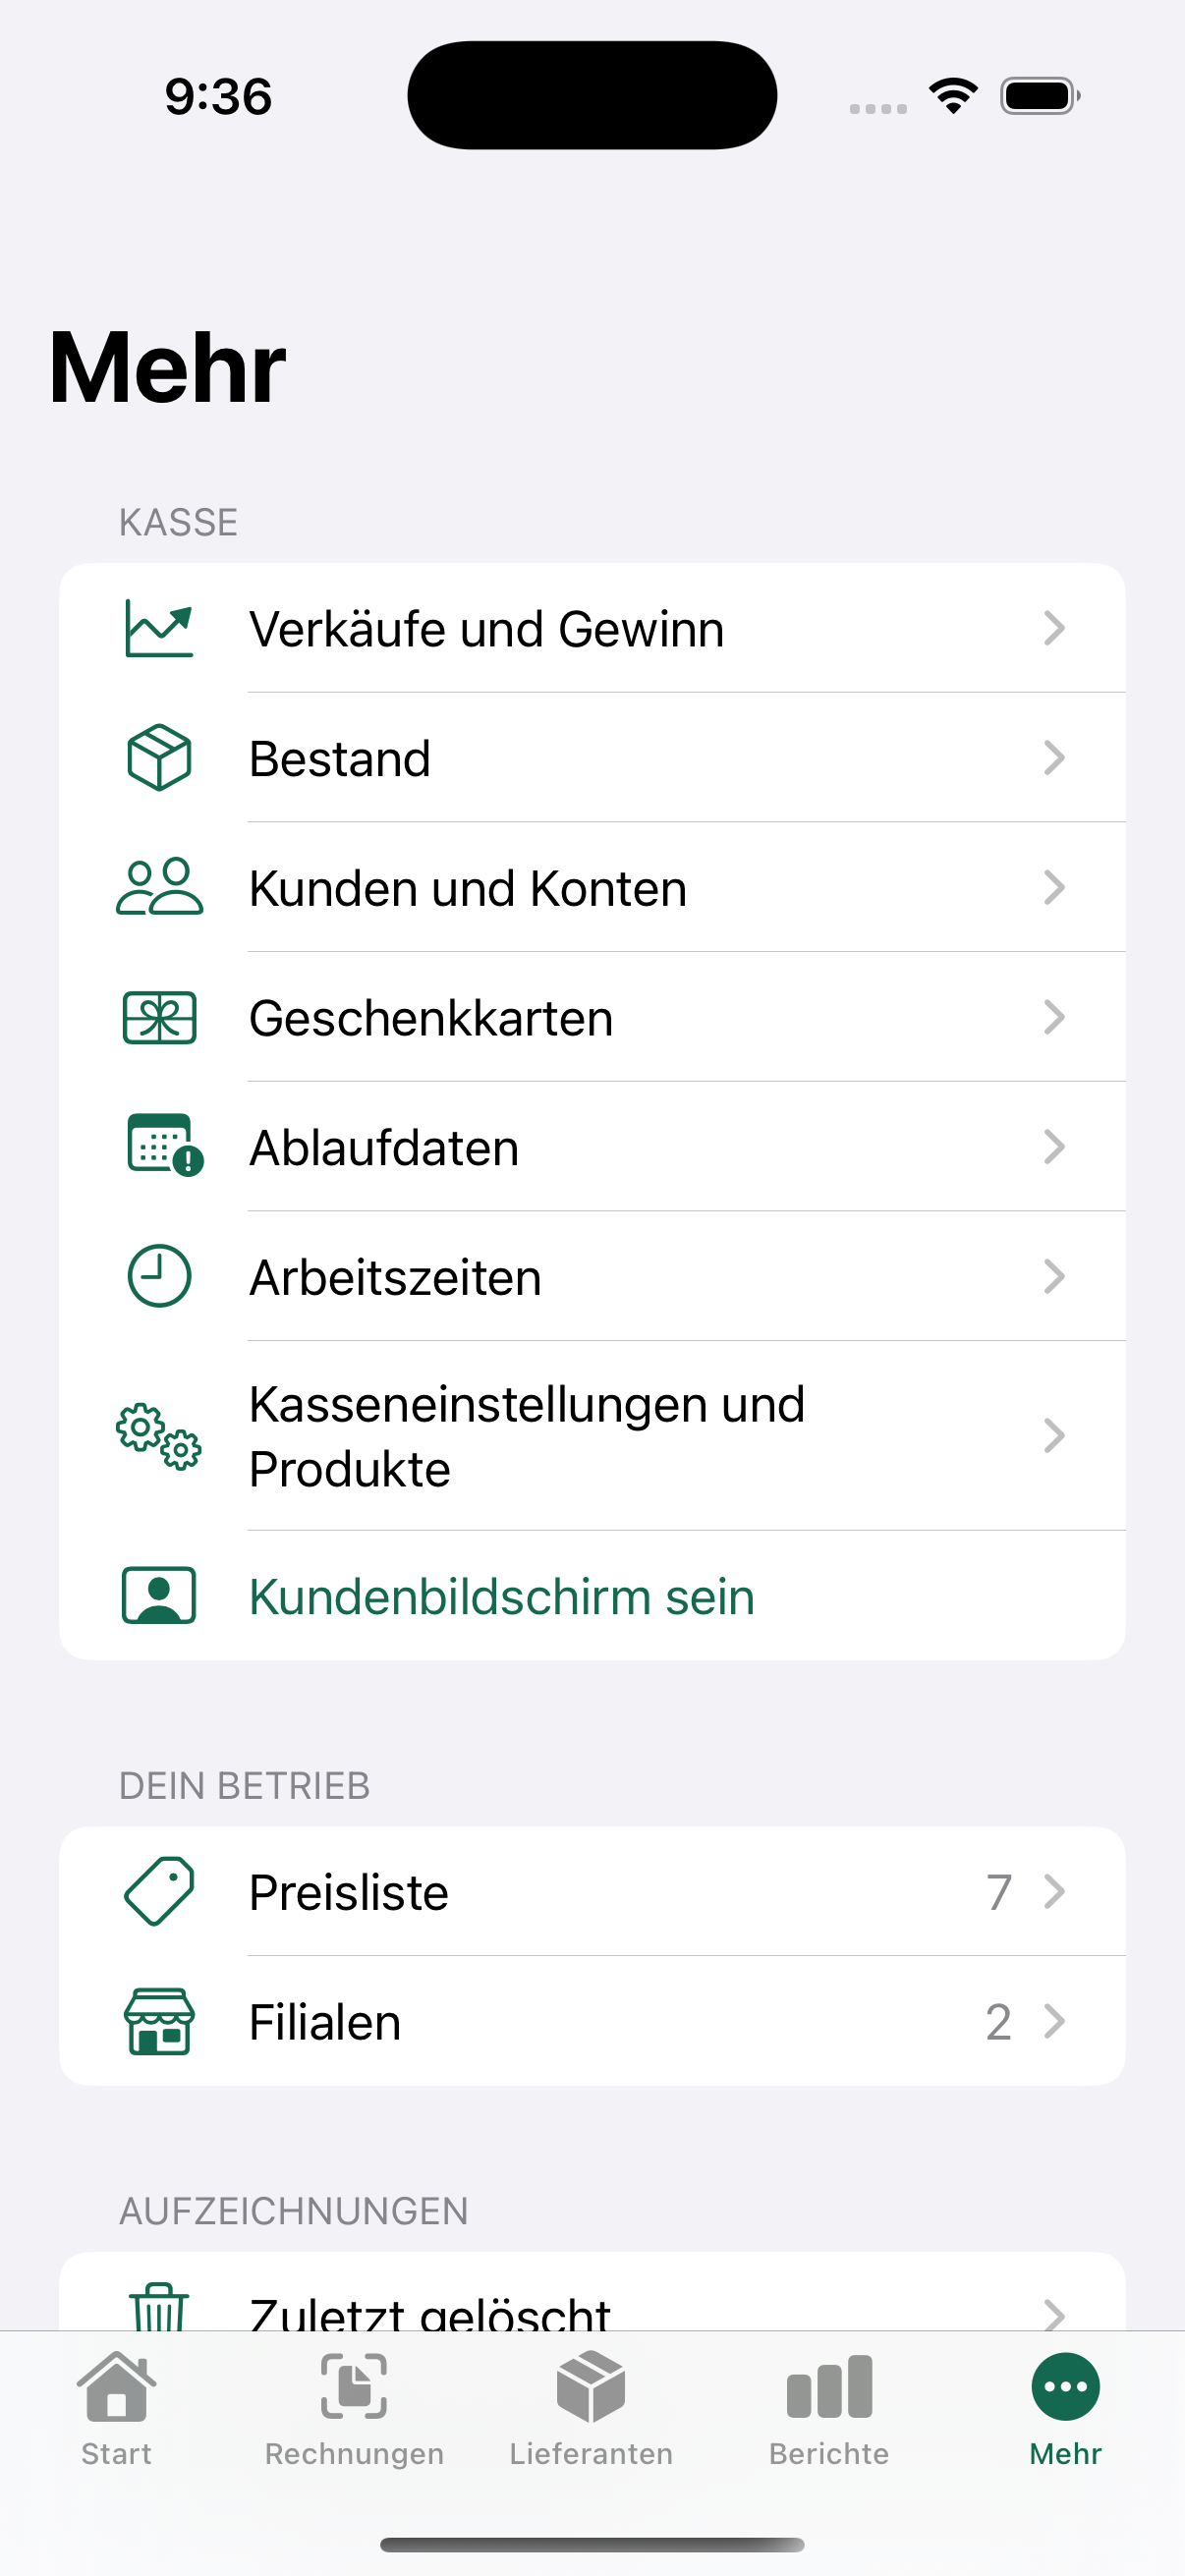 9:36
Mehr
KASSE
Verkäufe und Gewinn
Bestand
Kunden und Konten
Geschenkkarten
Ablaufdaten
Arbeitszeiten
Kasseneinstellungen und
Produkte
Kundenbildschirm sein
DEIN BETRIEB
Preisliste 7
Filialen 2
AUFZEICHNUNGEN
Zuletzt gelöscht
Start Rechnungen Lieferanten Berichte Mehr